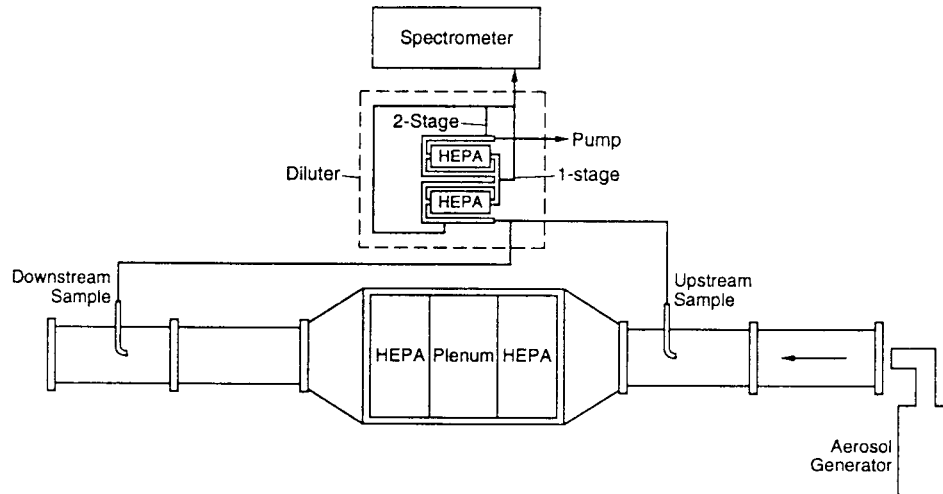 Spectrometer
2-Stage
Pump
HEPA
Diluter
1-stage
HEPA
Downstream
Sample
Upstream
Sample
HEPA
Plenum
HEPA
Aerosol
Generator